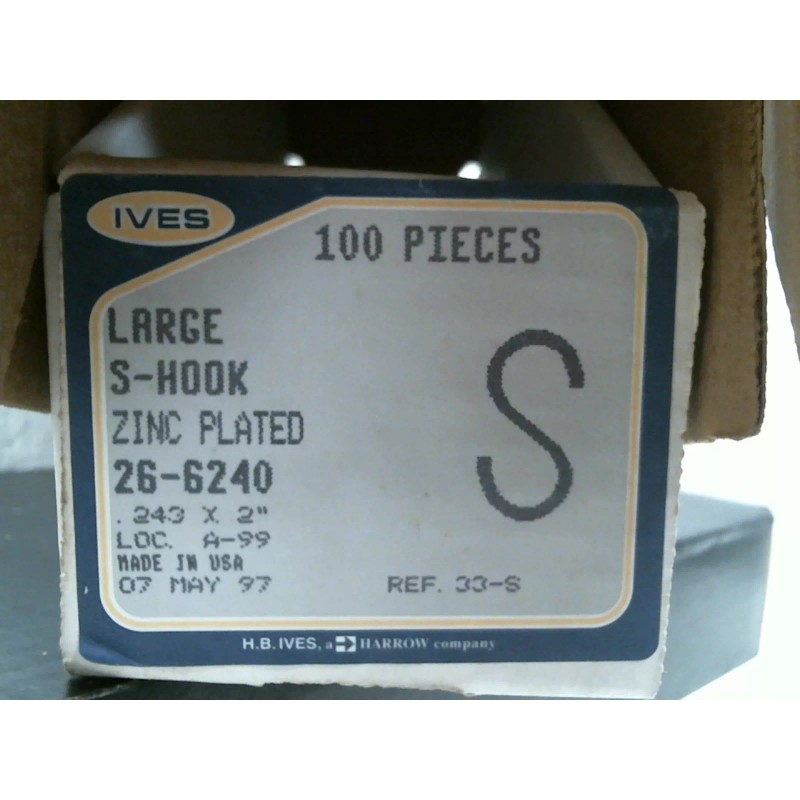 IVES
100 PIECES
LARGE
S-HOOK
ZINC PLATED
26-6240
.243 X 2"
LOC. A-99
MADE IN USA
07 MAY 97
REF. 33-S
H.B. IVES, a HARROW company